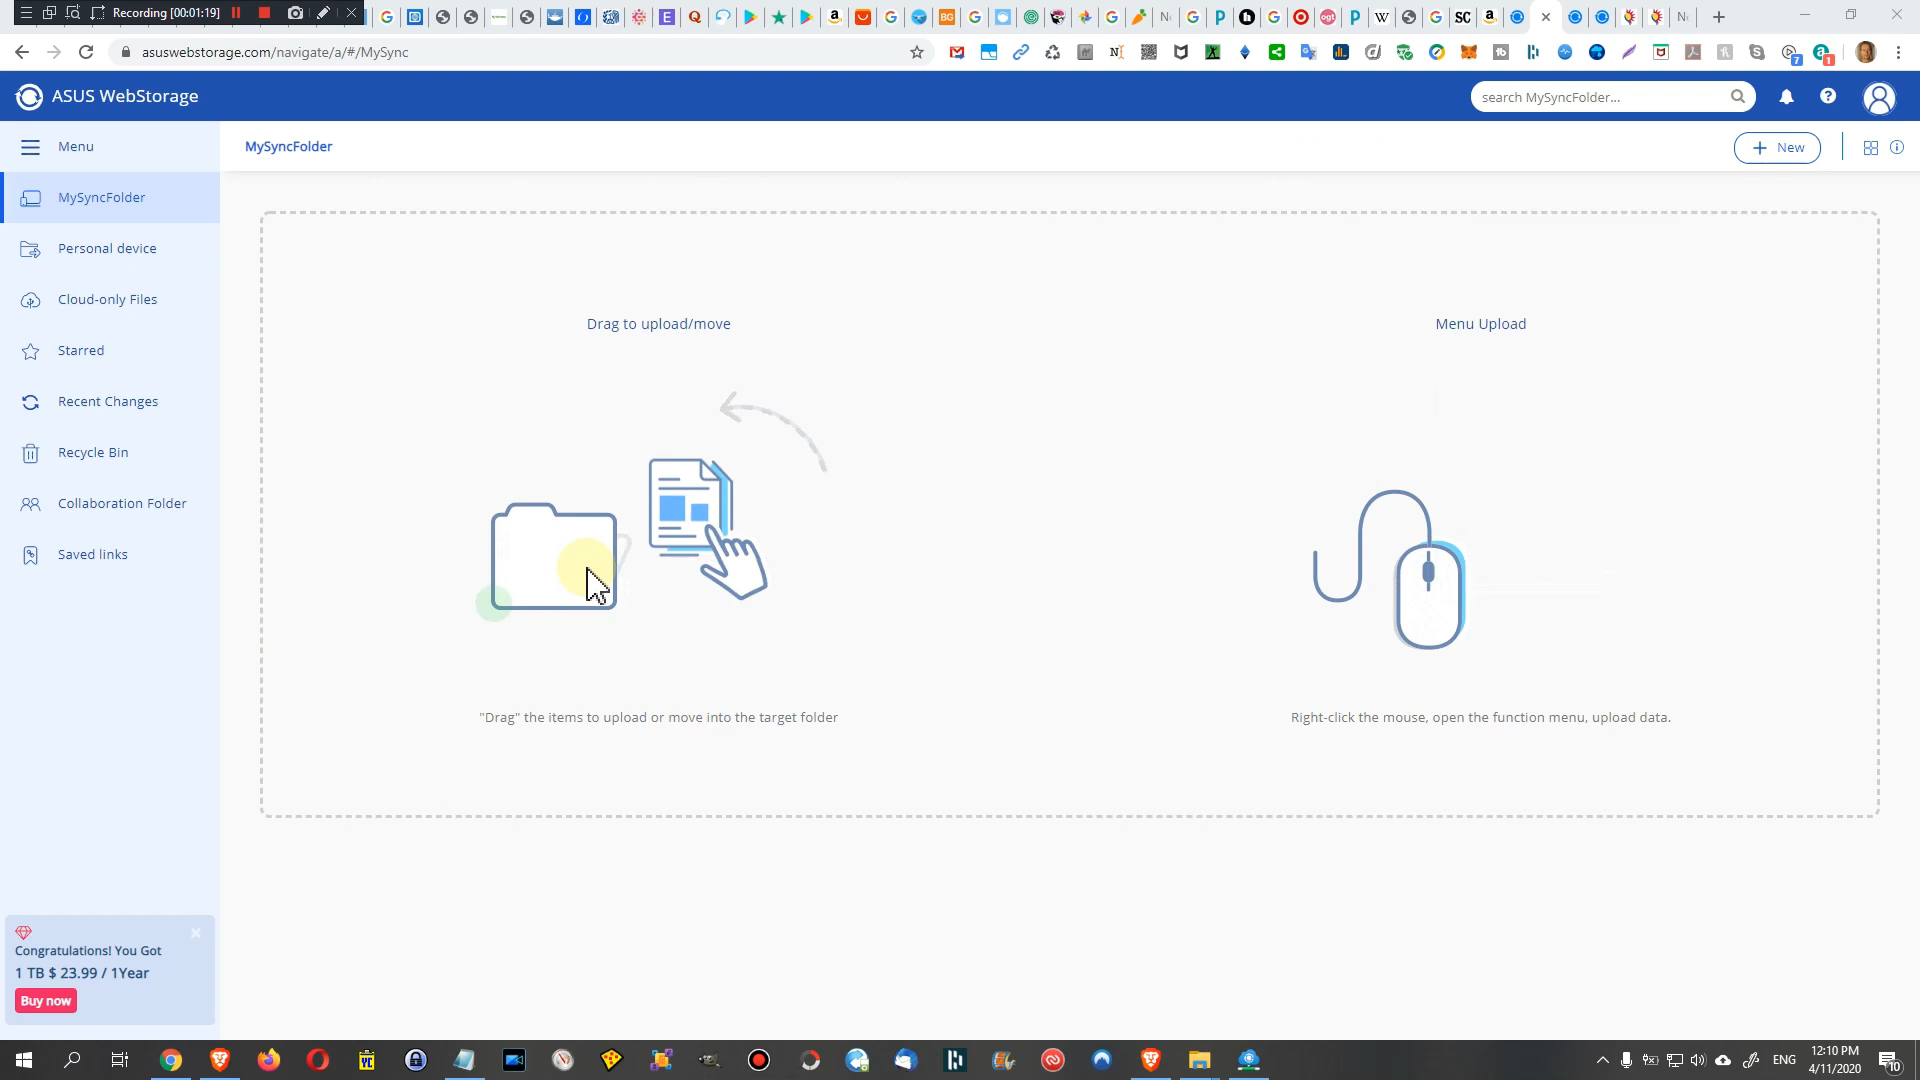 Recording [00:01:19]
asuswebstorage.com/navigate/a/#/MySync
ASUS WebStorage
search MySyncFolder...
Menu
MySyncFolder
New
MySyncFolder
Personal device
Cloud-only Files
Starred
Recent Changes
Recycle Bin
Collaboration Folder
Saved links
Drag to upload/move
Menu Upload
"Drag" the items to upload or move into the target folder
Right-click the mouse, open the function menu, upload data.
Congratulations! You Got
1 TB $ 23.99 / 1Year
Buy now
ENG
12:10 PM
4/11/2020
10